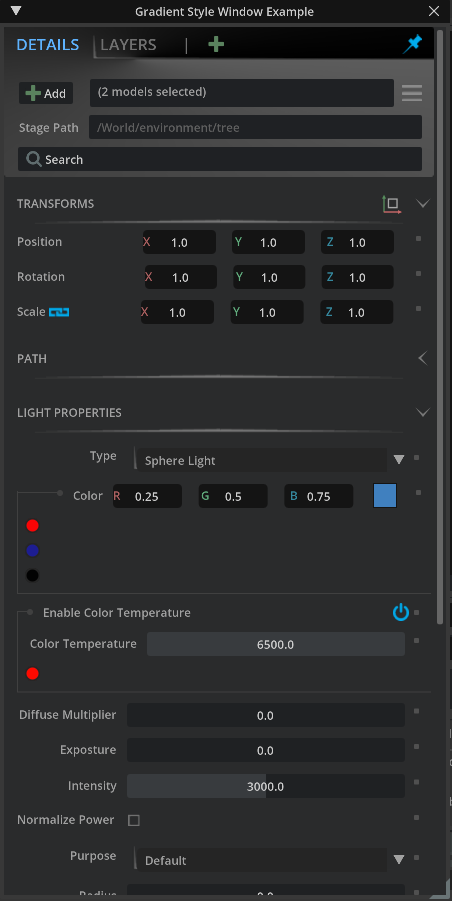 Gradient Style Window Example
DETAILS LAYERS
Add (2 models selected)
Stage Path /World/environment/tree
Search
TRANSFORMS
Position X 1.0 Y 1.0 Z 1.0
Rotation X 1.0 Y 1.0 Z 1.0
Scale X 1.0 Y 1.0 Z 1.0
PATH
LIGHT PROPERTIES
Type Sphere Light
Color R 0.25 G 0.5 B 0.75
Enable Color Temperature
Color Temperature 6500.0
Diffuse Multiplier 0.0
Exposture 0.0
Intensity 3000.0
Normalize Power
Purpose Default
Radius 0.0